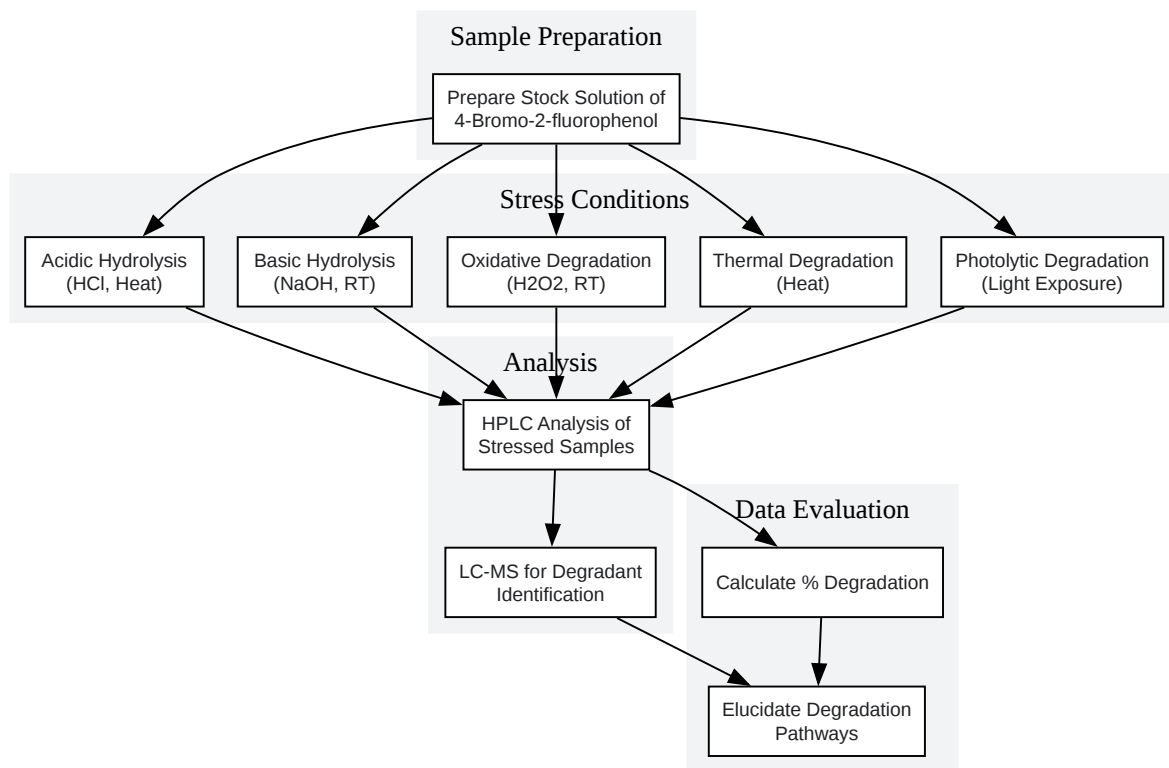 Sample Preparation
Prepare Stock Solution of
4-Bromo-2-fluorophenol
Stress Conditions
Acidic Hydrolysis
(HCl, Heat)
Basic Hydrolysis
(NaOH, RT)
Oxidative Degradation
(H2O2, RT)
Thermal Degradation
(Heat)
Photolytic Degradation
(Light Exposure)
Analysis
HPLC Analysis of
Stressed Samples
Data Evaluation
LC-MS for Degradant
Identification
Calculate % Degradation
Elucidate Degradation
Pathways